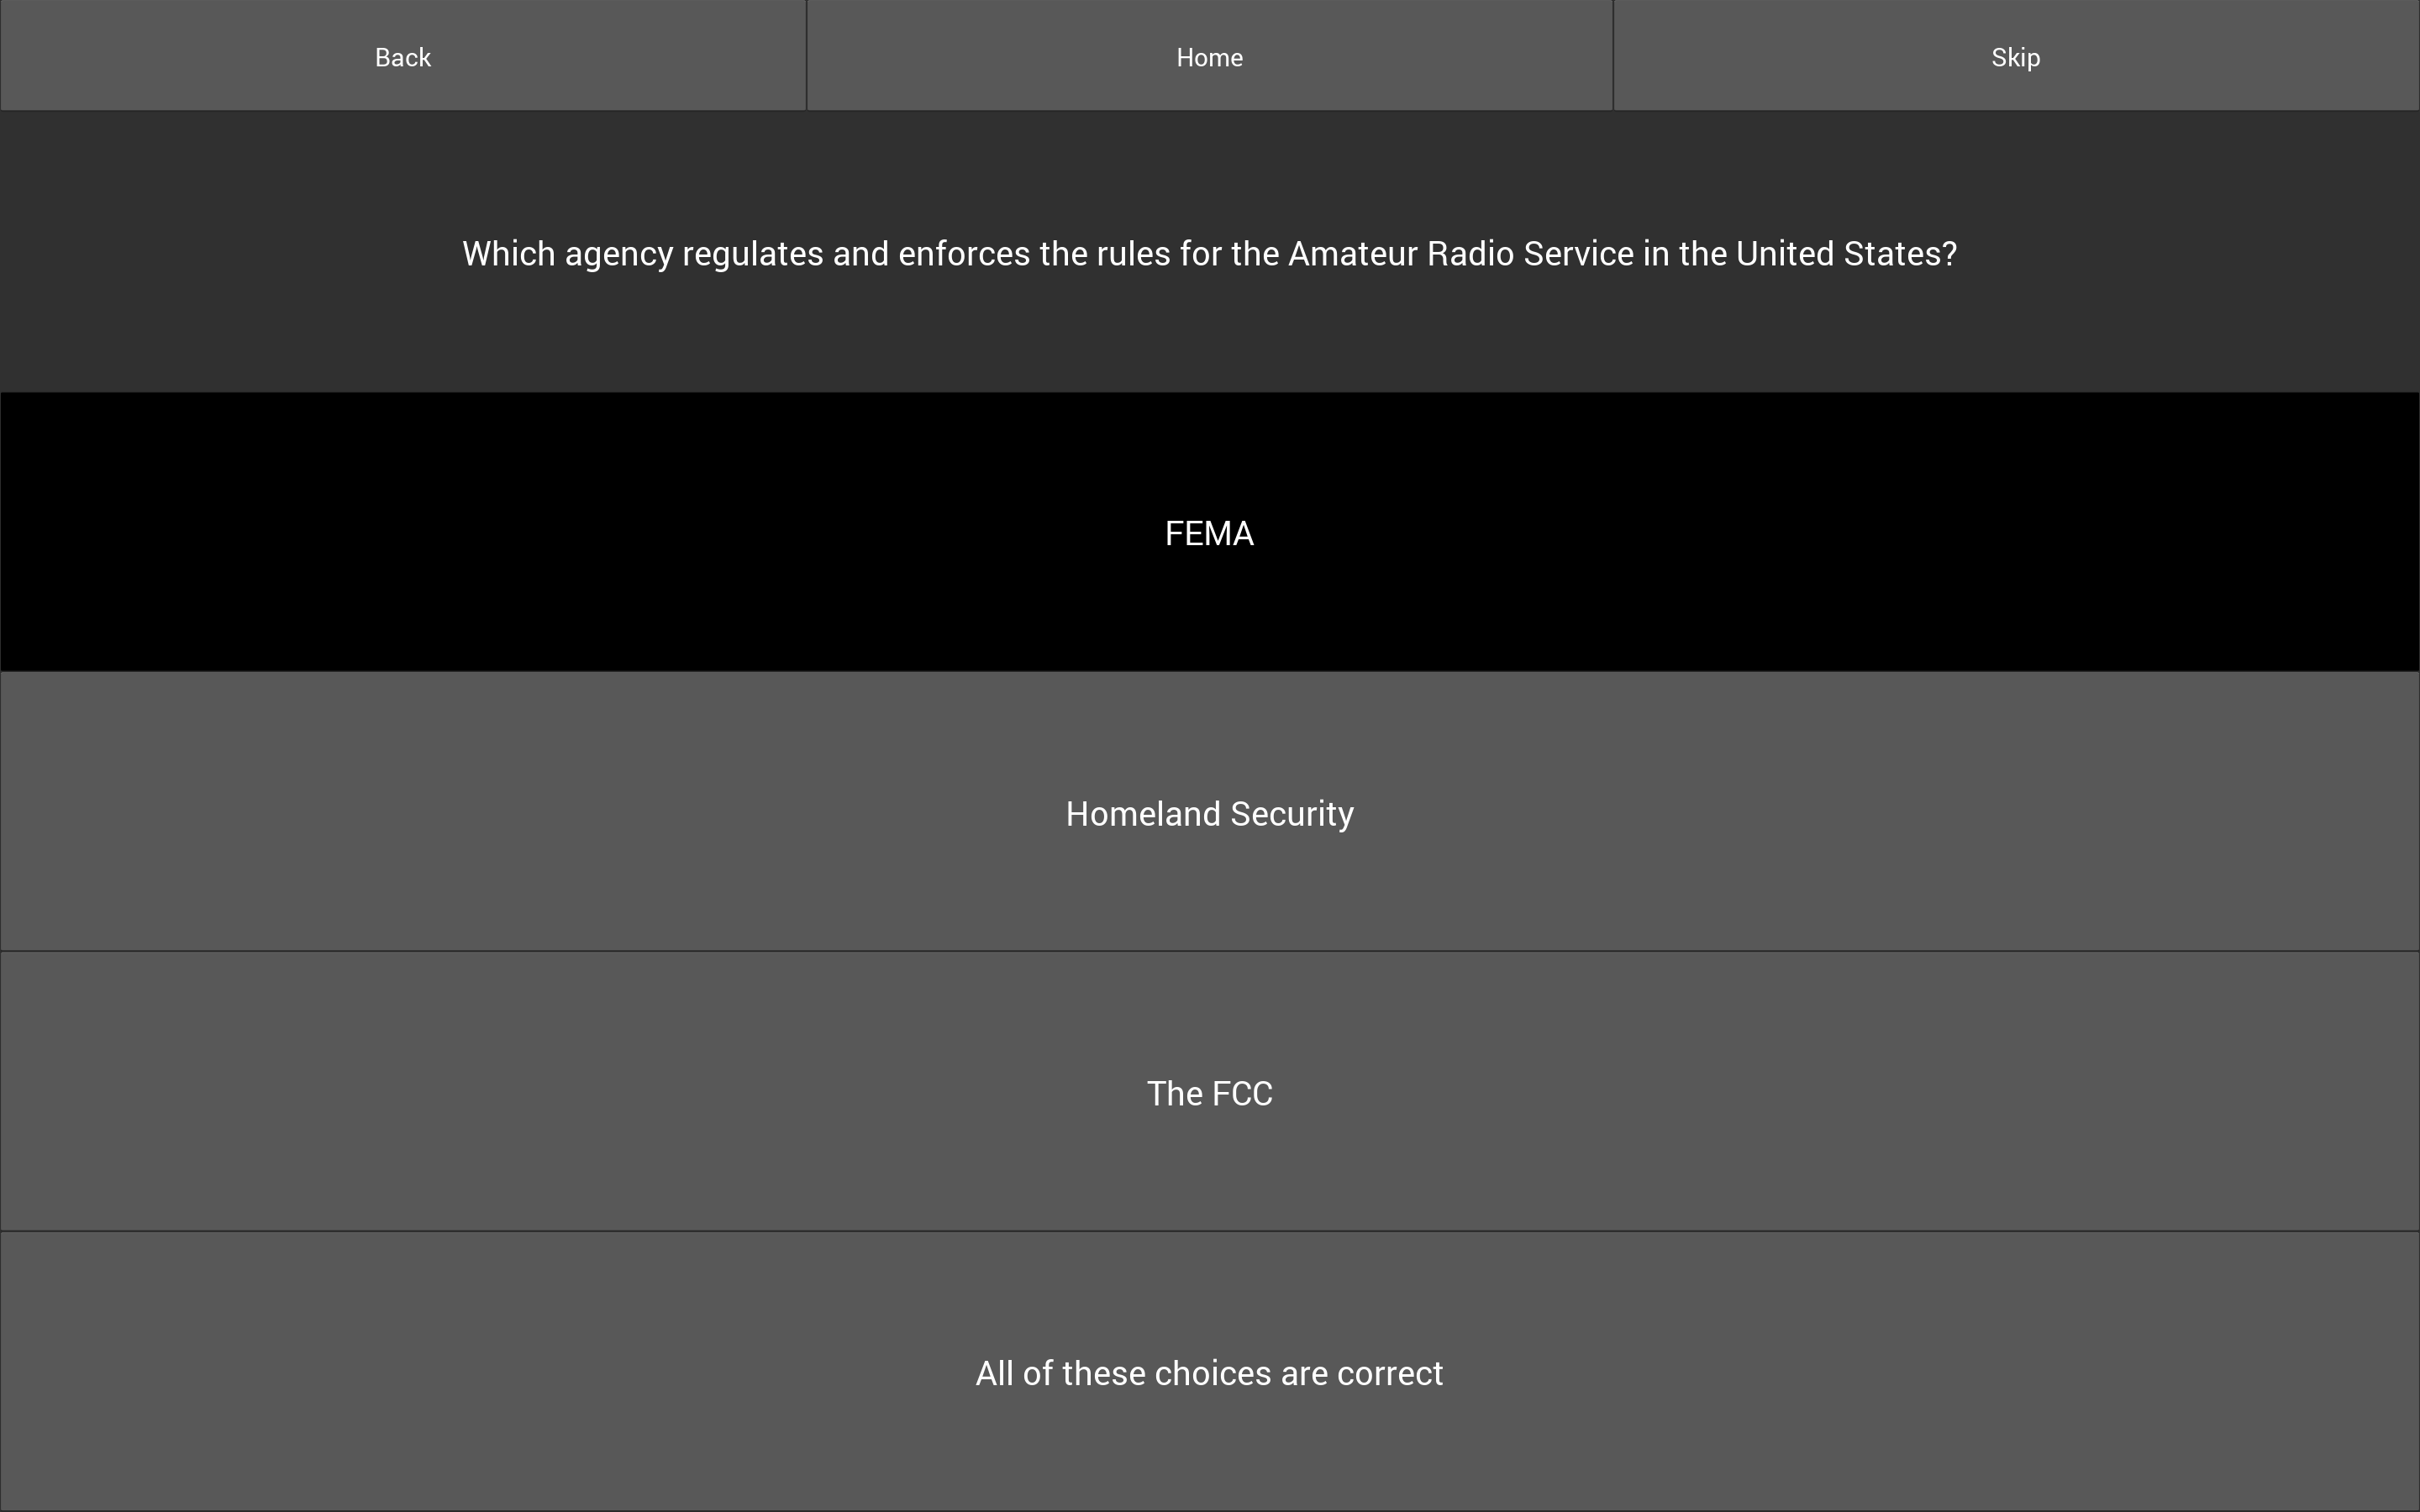 Back
Home
Skip
Which agency regulates and enforces the rules for the Amateur Radio Service in the United States?
FEMA
Homeland Security
The FCC
All of these choices are correct